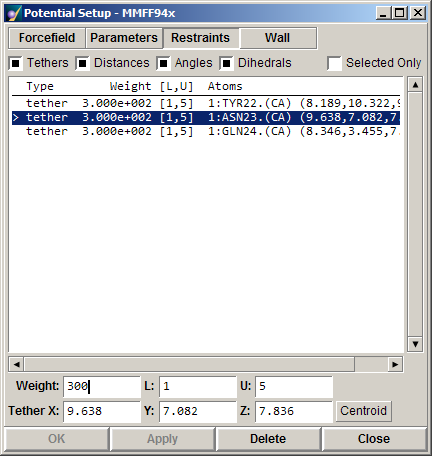 Potential Setup - MMFF94x
Forcefield Parameters Restraints Wall
Tethers Distances Angles Dihedrals Selected Only
Type Weight [L,U] Atoms
tether 3.000e+002 [1,5] 1:TYR22.(CA) (8.189,10.322,9
> tether 3.000e+002 [1,5] 1:ASN23.(CA) (9.638,7.082,7.
tether 3.000e+002 [1,5] 1:GLN24.(CA) (8.346,3.455,7.
Weight: 300 L: 1 U: 5
Tether X: 9.638 Y: 7.082 Z: 7.836 Centroid
OK Apply Delete Close